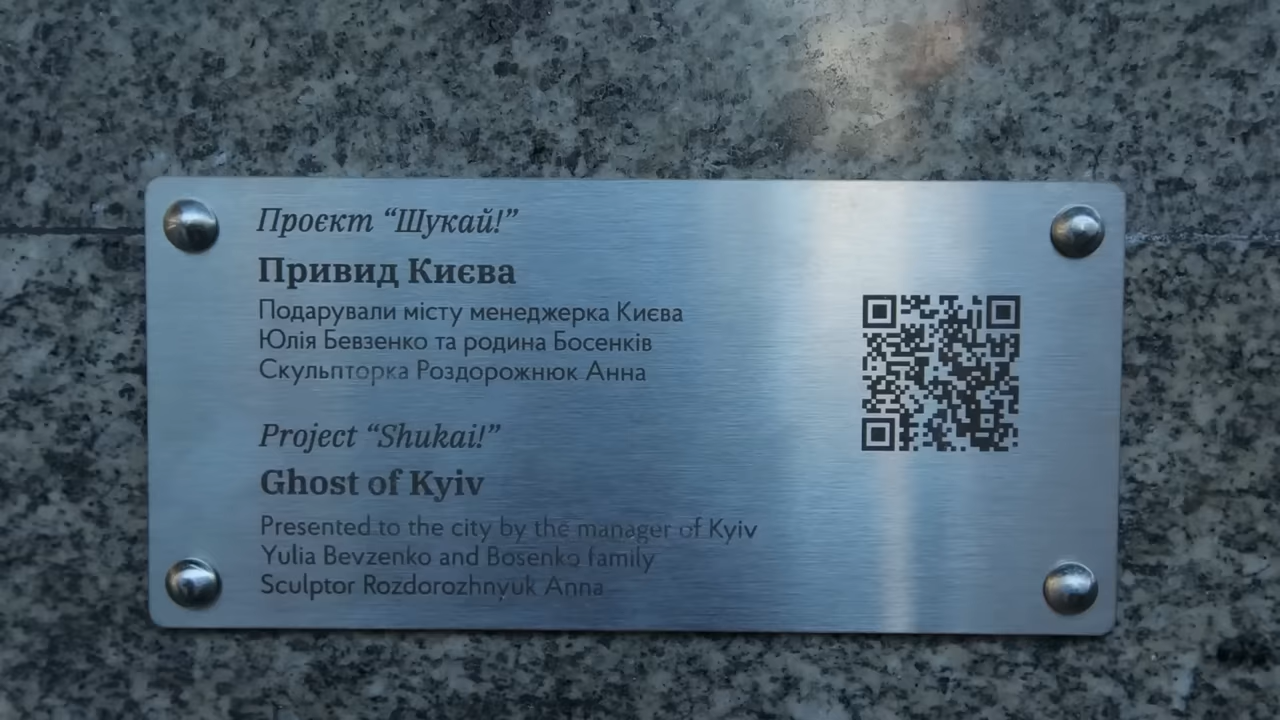 Проєкт “Шукай!”
Привид Києва
Подарували місту менеджерка Києва
Юлія Бевзенко та родина Босенків
Скульпторка Роздорожнюк Анна
Project “Shukai!”
Ghost of Kyiv
Presented to the city by the manager of Kyiv
Yulia Bevzenko and Bosenko family
Sculptor Rozdorozhnyuk Anna